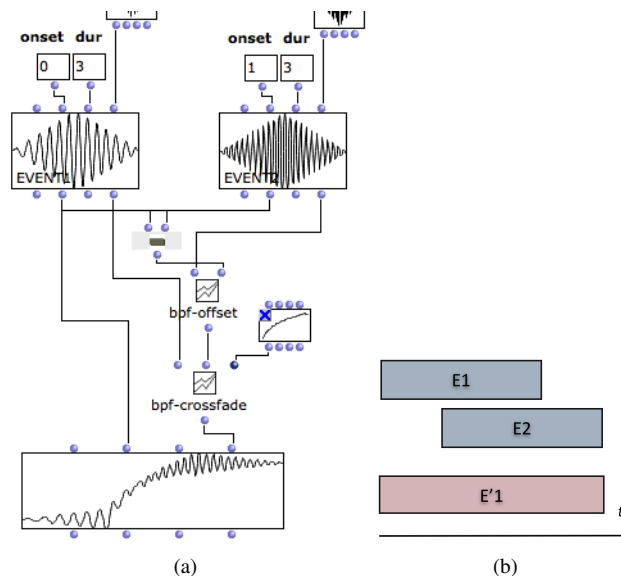 onset dur
0 3
onset dur
1 3
EVENT1
EVENT2
bpf-offset
bpf-crossfade
E1
E2
E'1
t
(a)
(b)